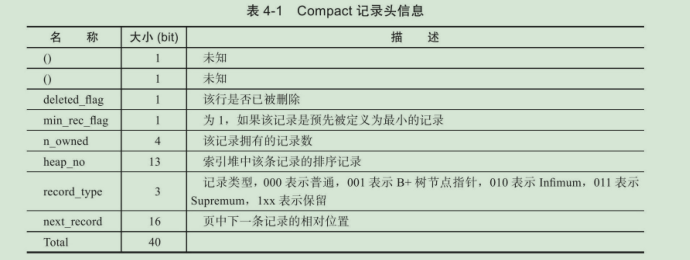 表 4-1 Compact 记录头信息
名 称 大小 (bit) 描 述
() 1 未知
() 1 未知
deleted_flag 1 该行是否已被删除
min_rec_flag 1 为 1，如果该记录是预先被定义为最小的记录
n_owned 4 该记录拥有的记录数
heap_no 13 索引堆中该条记录的排序记录
record_type 3 记录类型，000 表示普通，001 表示 B+ 树节点指针，010 表示 Infimum，011 表示
Supremum，1xx 表示保留
next_record 16 页中下一条记录的相对位置
Total 40